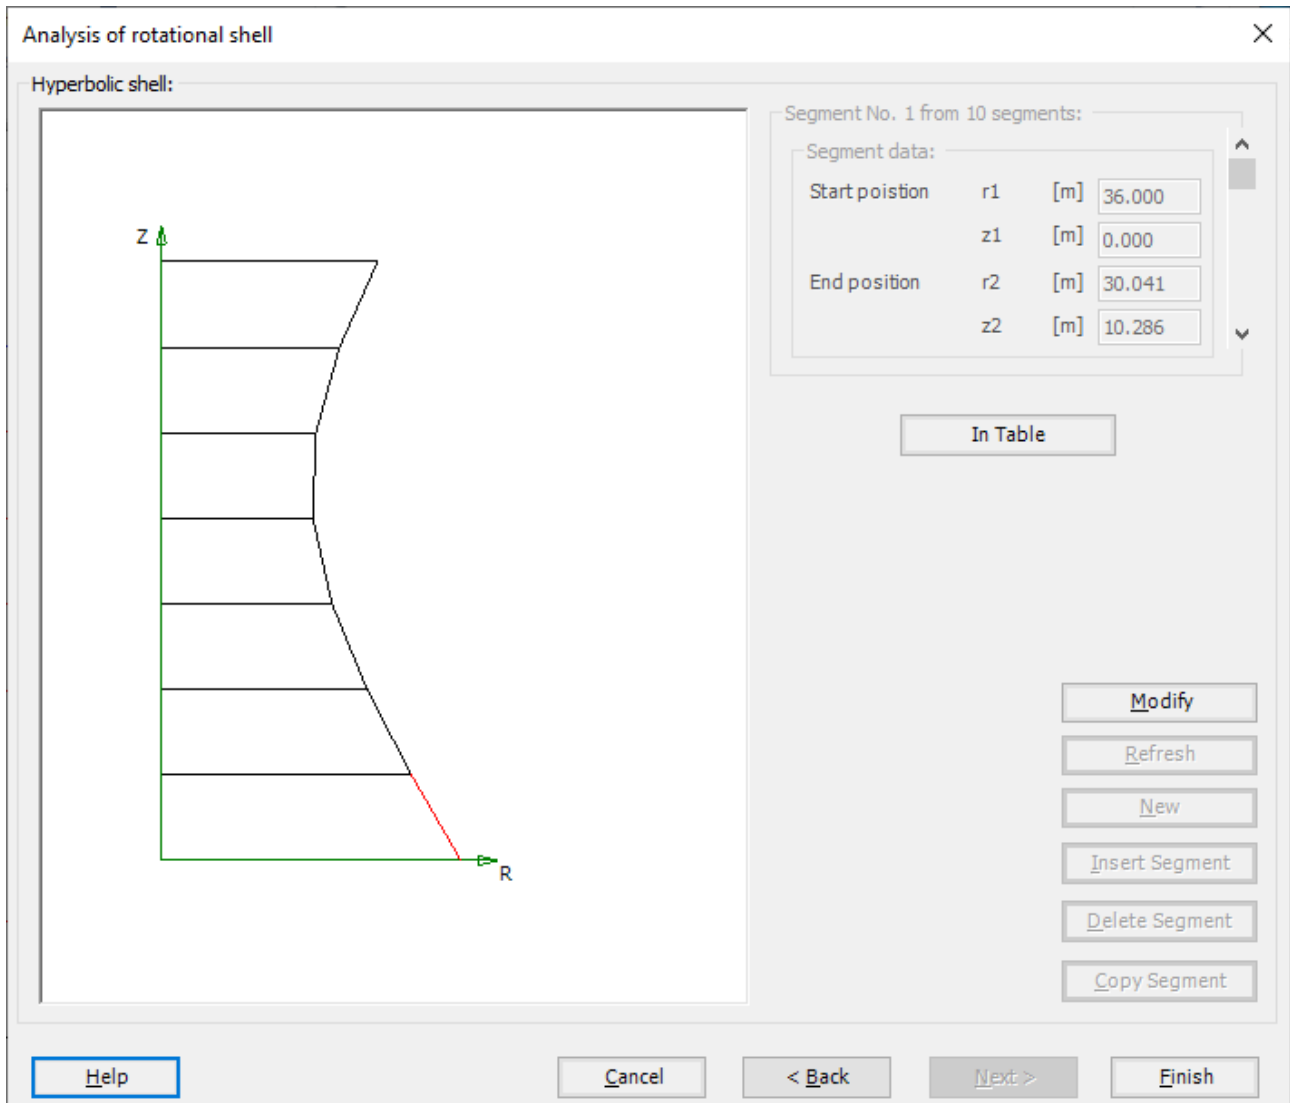 Analysis of rotational shell
Hyperbolic shell:
Z
R
Segment No. 1 from 10 segments:
Segment data:
Start poistion r1 [m] 36.000
z1 [m] 0.000
End position r2 [m] 30.041
z2 [m] 10.286
In Table
Modify
Refresh
New
Insert Segment
Delete Segment
Copy Segment
Help Cancel < Back Next > Finish